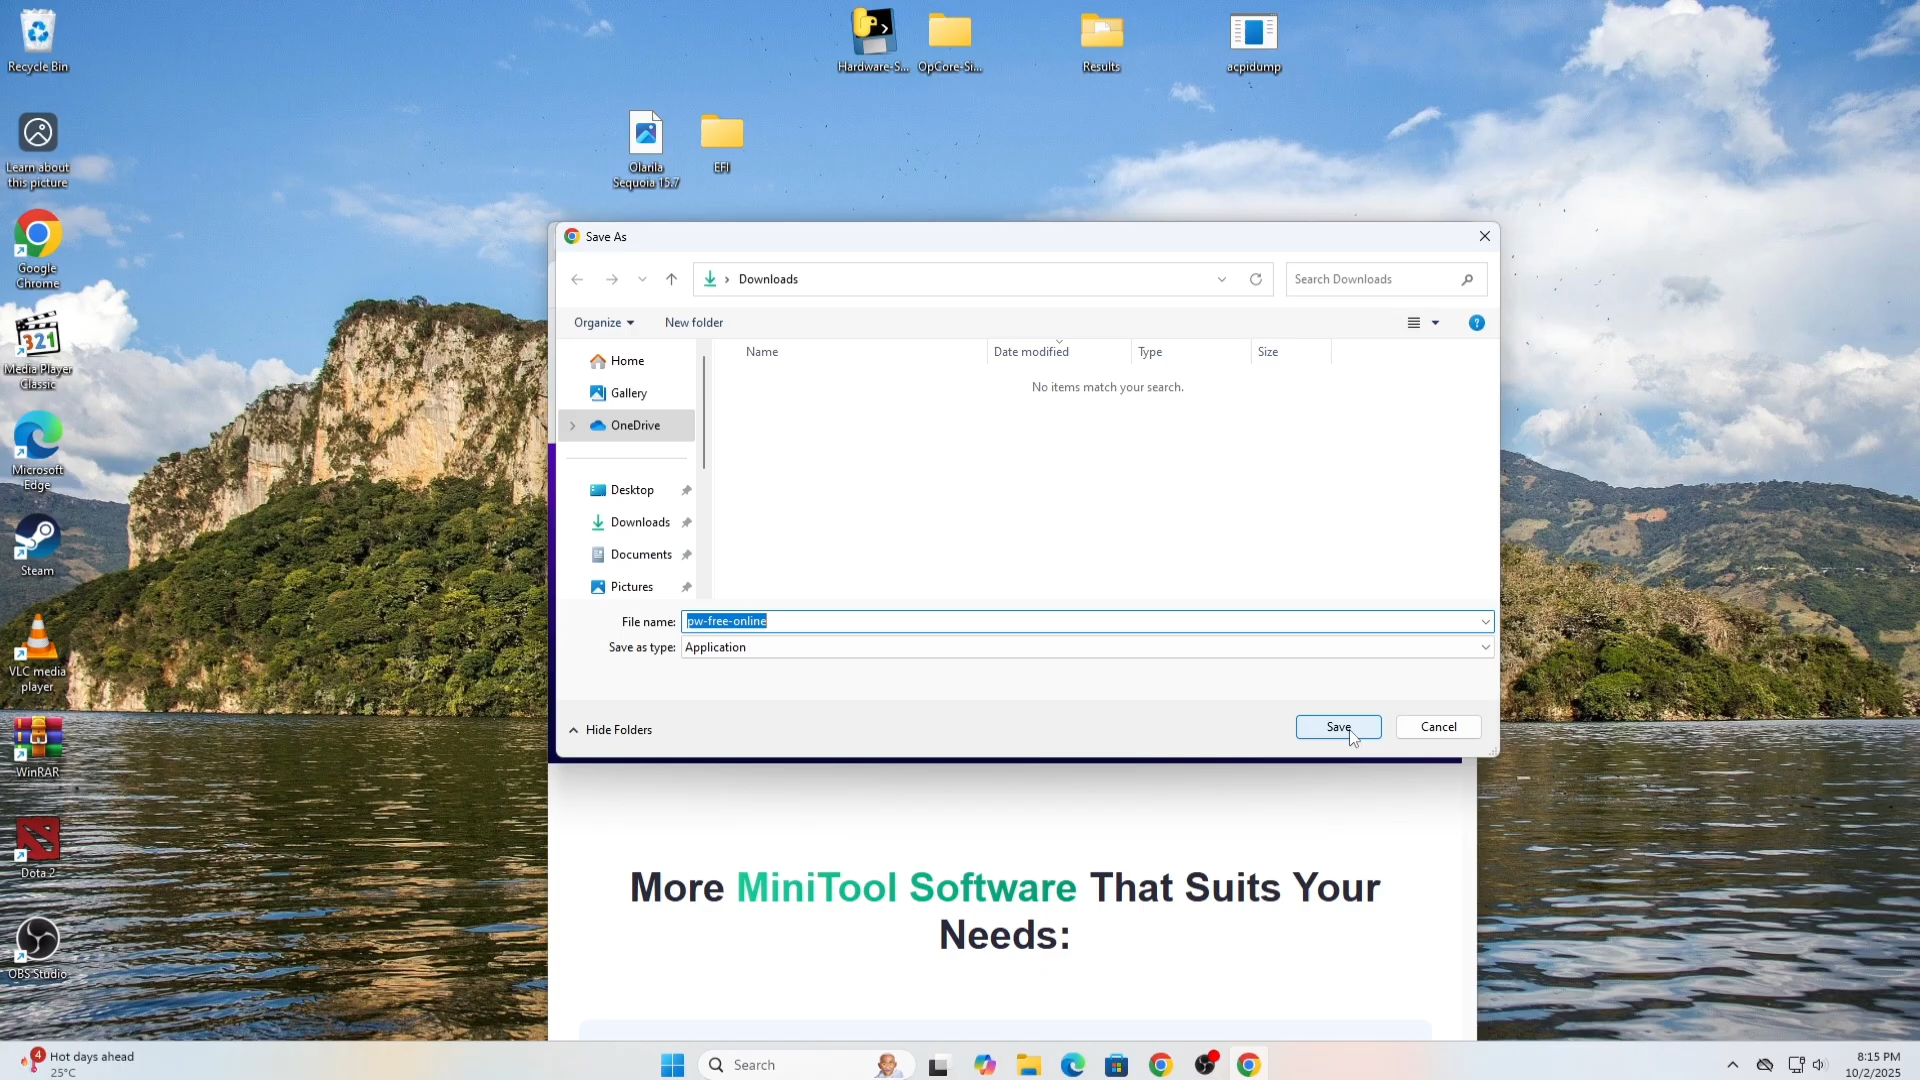 Recycle Bin
Hardware-S...
OpCore-Si...
Results
acpidump
Learn about
this picture
Olarila
Sequoia 15.7
EFI
Google
Chrome
Media Player
Classic
Microsoft
Edge
Steam
VLC media
player
WinRAR
Dota 2
OBS Studio
Save As
Downloads
Search Downloads
Organize
New folder
Name
Date modified
Type
Size
No items match your search.
Home
Gallery
OneDrive
Desktop
Downloads
Documents
Pictures
File name: pw-free-online
Save as type: Application
Hide Folders
Save
Cancel
More MiniTool Software That Suits Your
Needs:
4
Hot days ahead
25°C
Search
8:15 PM
10/2/2025